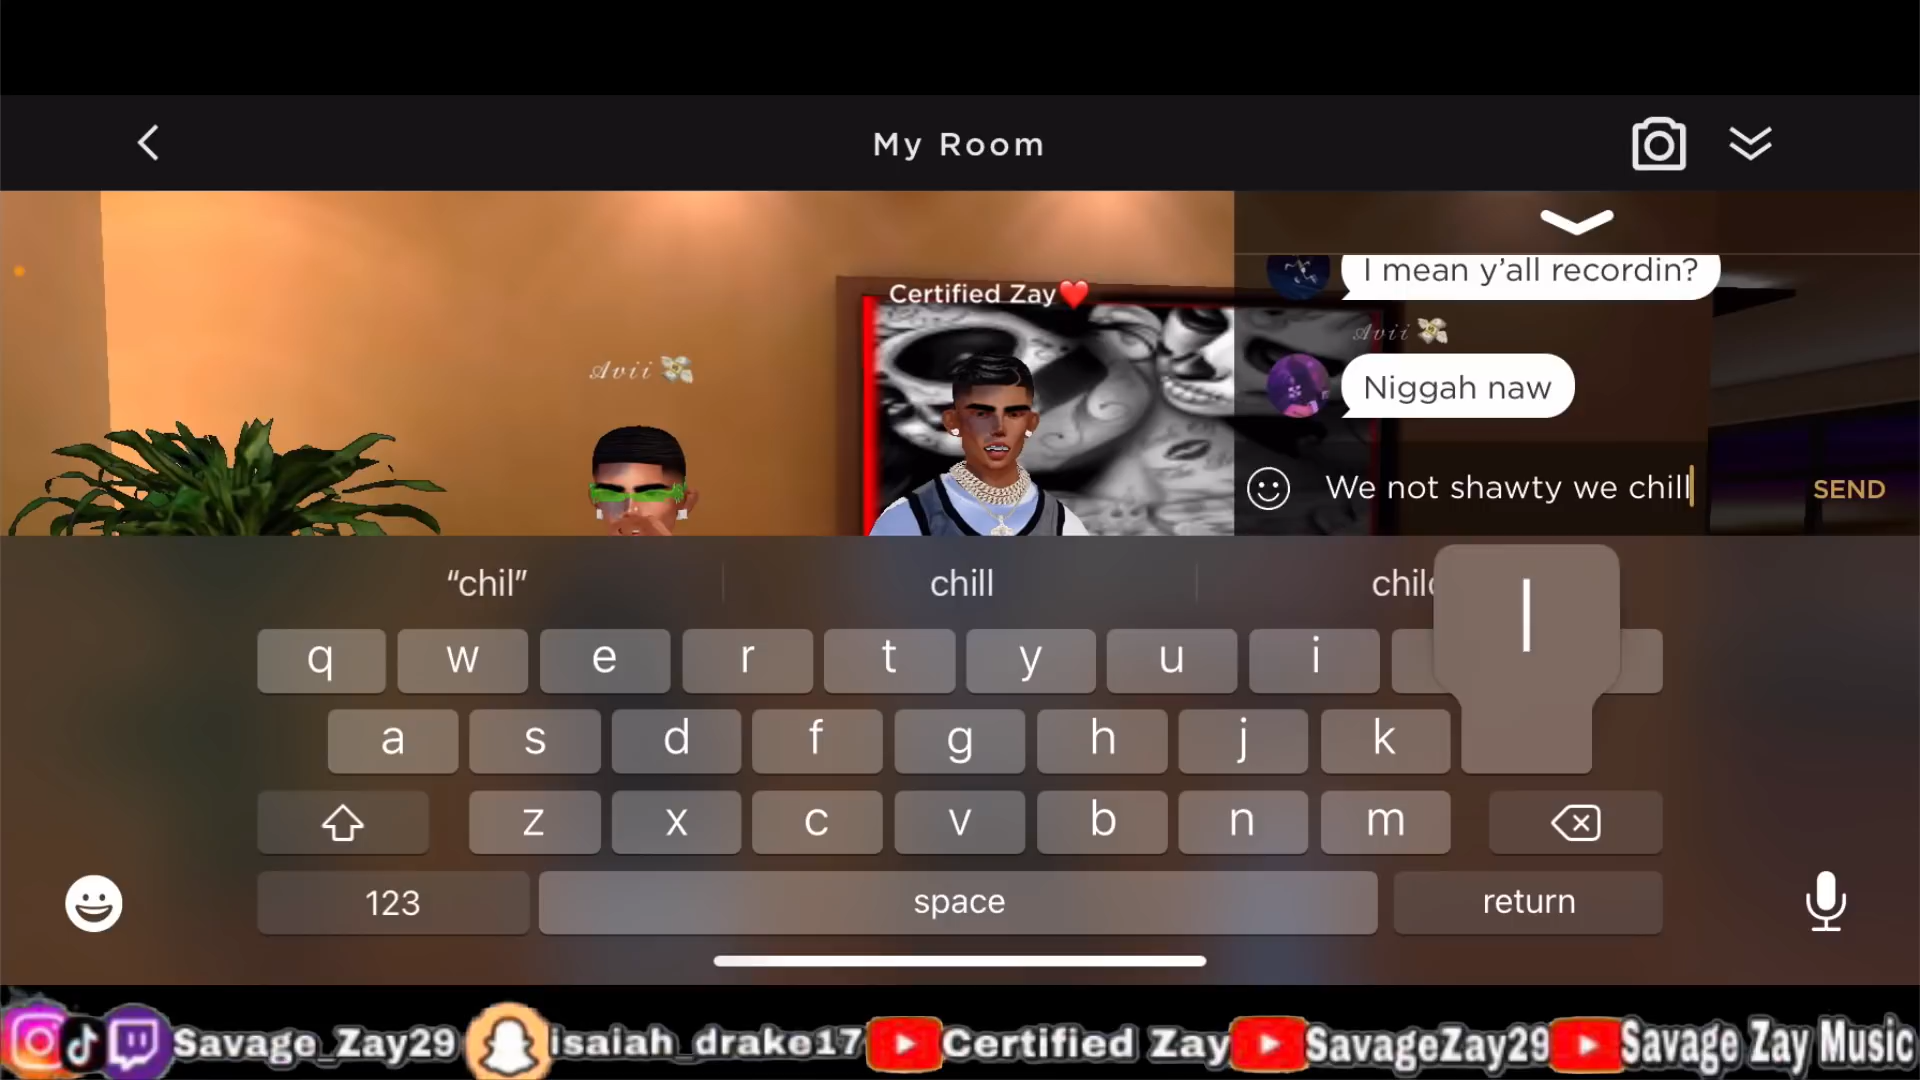 My Room
I mean y’all recordin?
Certified Zay❤️
Avii 💸
Avii 💸
Niggah naw
We not shawty we chill
SEND
“chil”
chill
l
q w e r t y u i
a s d f g h j k
z x c v b n m
123
space
return
Savage_Zay29
isaiah_drake17
Certified Zay
SavageZay29
Savage Zay Music